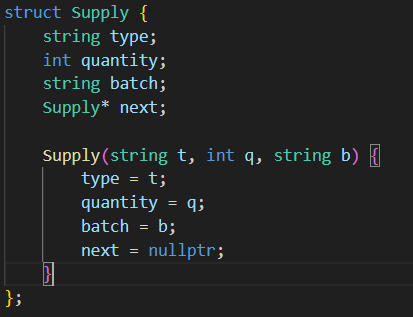 struct Supply {
    string type;
    int quantity;
    string batch;
    Supply* next;

    Supply(string t, int q, string b) {
        type = t;
        quantity = q;
        batch = b;
        next = nullptr;
    }
};